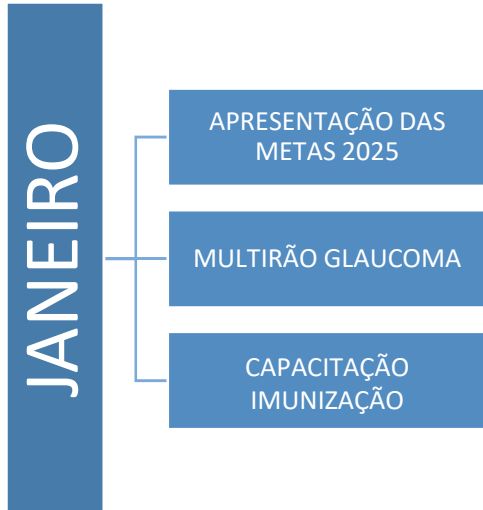 JANEIRO
APRESENTAÇÃO DAS
METAS 2025
MULTIRÃO GLAUCOMA
CAPACITAÇÃO
IMUNIZAÇÃO